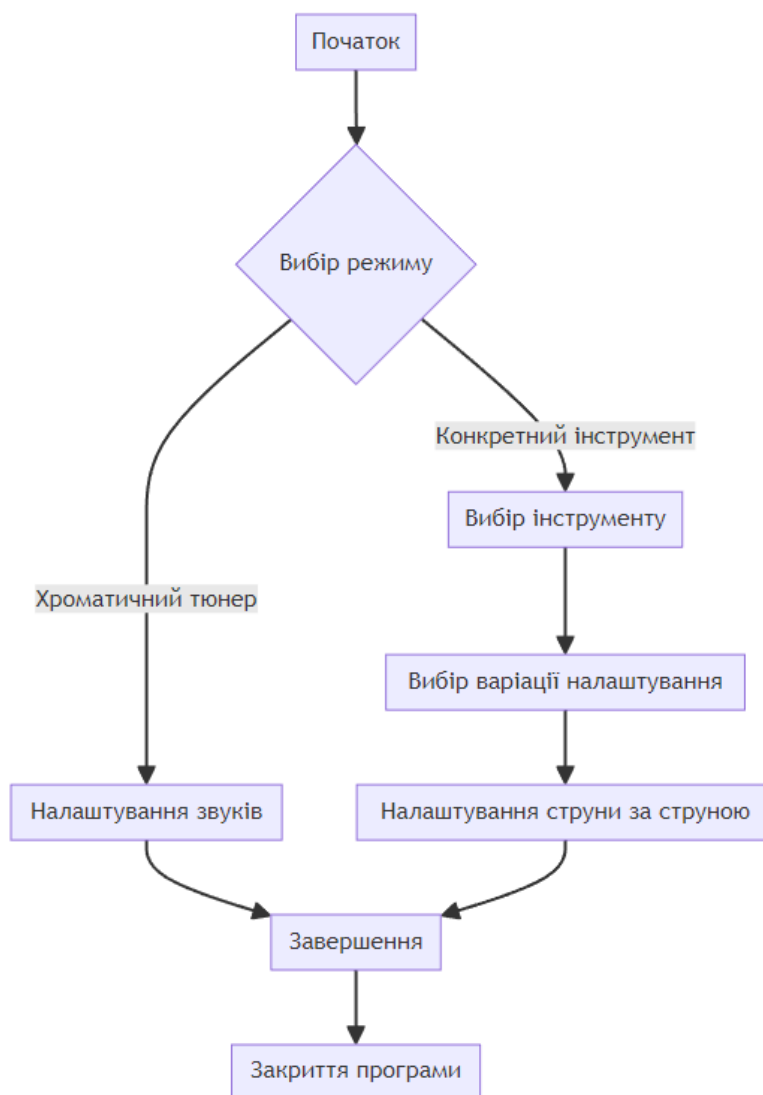 Початок
Вибір режиму
Конкретний інструмент
Вибір інструменту
Хроматичний тюнер
Вибір варіації налаштування
Налаштування звуків
Налаштування струни за струною
Завершення
Закриття програми